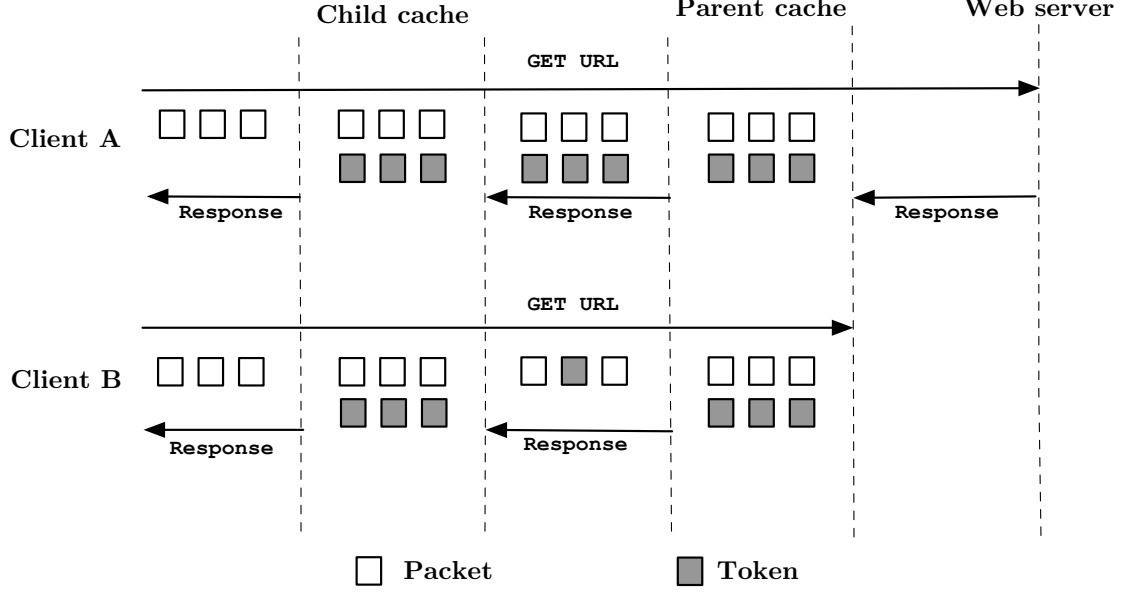 Child cache
Parent cache
Web server
GET URL
Client A
Response
Response
Response
GET URL
Client B
Response
Response
Packet
Token